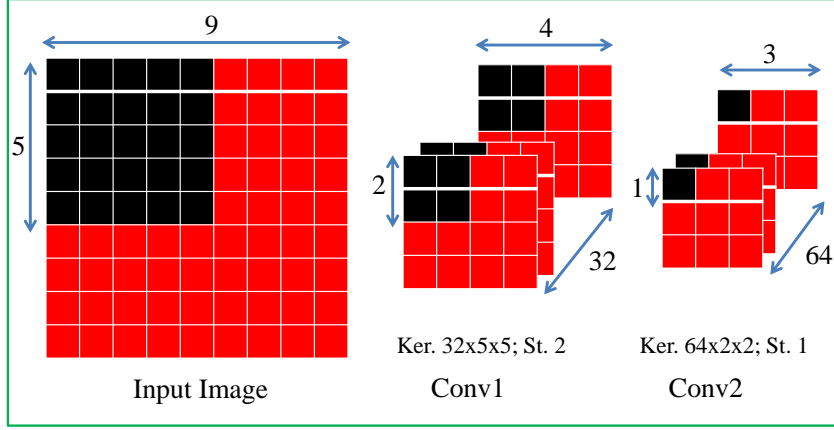 9
4
3
5
2
1
32
64
Ker. 32x5x5; St. 2
Ker. 64x2x2; St. 1
Input Image
Conv1
Conv2